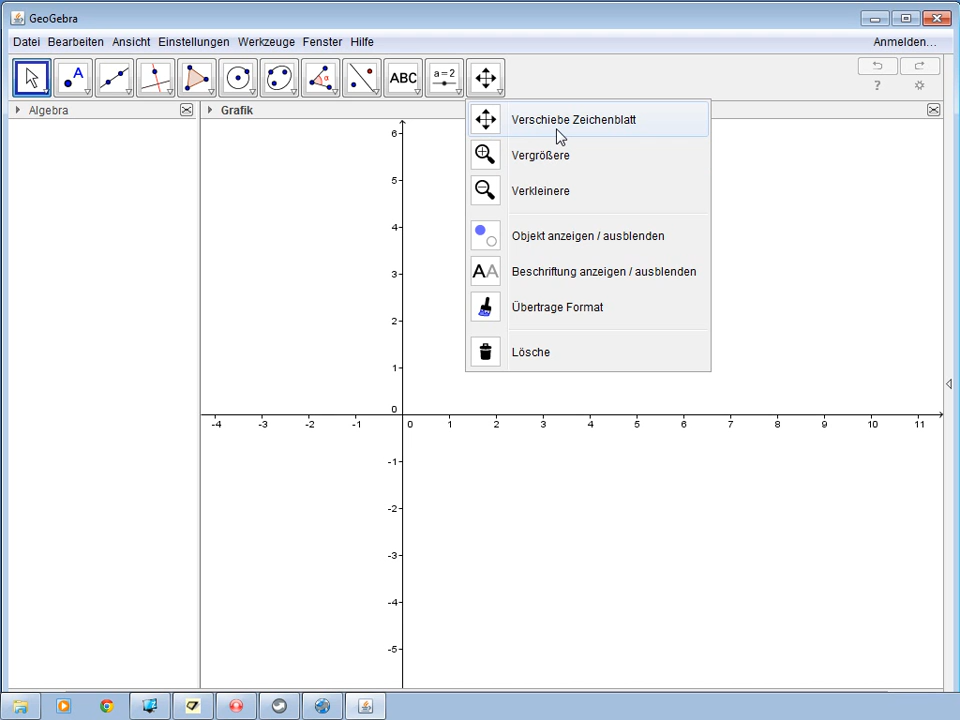 GeoGebra
Datei Bearbeiten Ansicht Einstellungen Werkzeuge Fenster Hilfe Anmelden...
ABC a=2
?
Algebra Grafik
Verschiebe Zeichenblatt
Vergrößere
Verkleinere
Objekt anzeigen / ausblenden
AA Beschriftung anzeigen / ausblenden
Übertrage Format
Lösche
6
5
4
3
2
1
0
-4 -3 -2 -1 0 1 2 3 4 5 6 7 8 9 10 11
-1
-2
-3
-4
-5